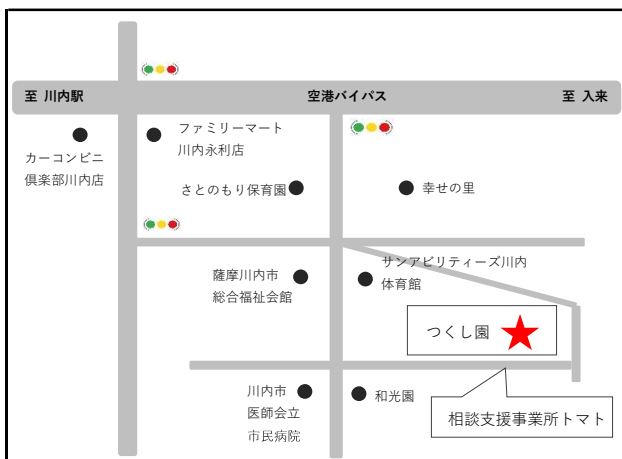 至 川内駅
空港バイパス
至 入来
カーコンビニ
倶楽部川内店
ファミリーマート
川内永利店
さとのもり保育園
幸せの里
薩摩川内市
総合福祉会館
サンアビリティーズ川内
体育館
つくし園
川内市
医師会立
市民病院
和光園
相談支援事業所トマト